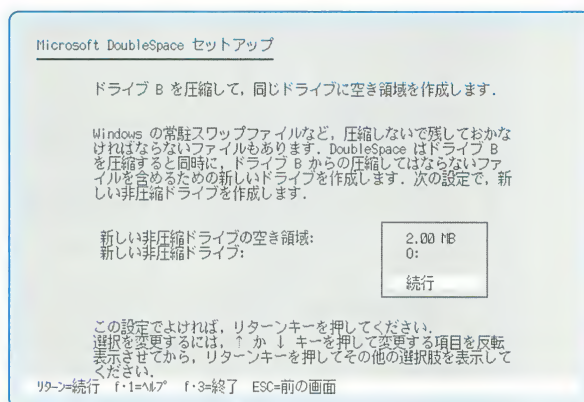 Microsoft DoubleSpace セットアップ
ドライブ B を圧縮して，同じドライブに空き領域を作成します．
Windows の常駐スワップファイルなど，圧縮しないで残しておかな
ければならないファイルもあります．DoubleSpace はドライブ B
を圧縮すると同時に，ドライブ B からの圧縮してはならないファ
イルを含めるための新しいドライブを作成します．次の設定で，新
しい非圧縮ドライブを作成します．
新しい非圧縮ドライブの空き領域: 2.00 MB
新しい非圧縮ドライブ: O:
続行
この設定でよければ，リターンキーを押してください．
選択を変更するには，↑ か ↓ キーを押して変更する項目を反転
表示させてから，リターンキーを押してその他の選択肢を表示して
ください．
ﾘﾀｰﾝ=続行 f・1=ﾍﾙﾌﾟ f・3=終了 ESC=前の画面